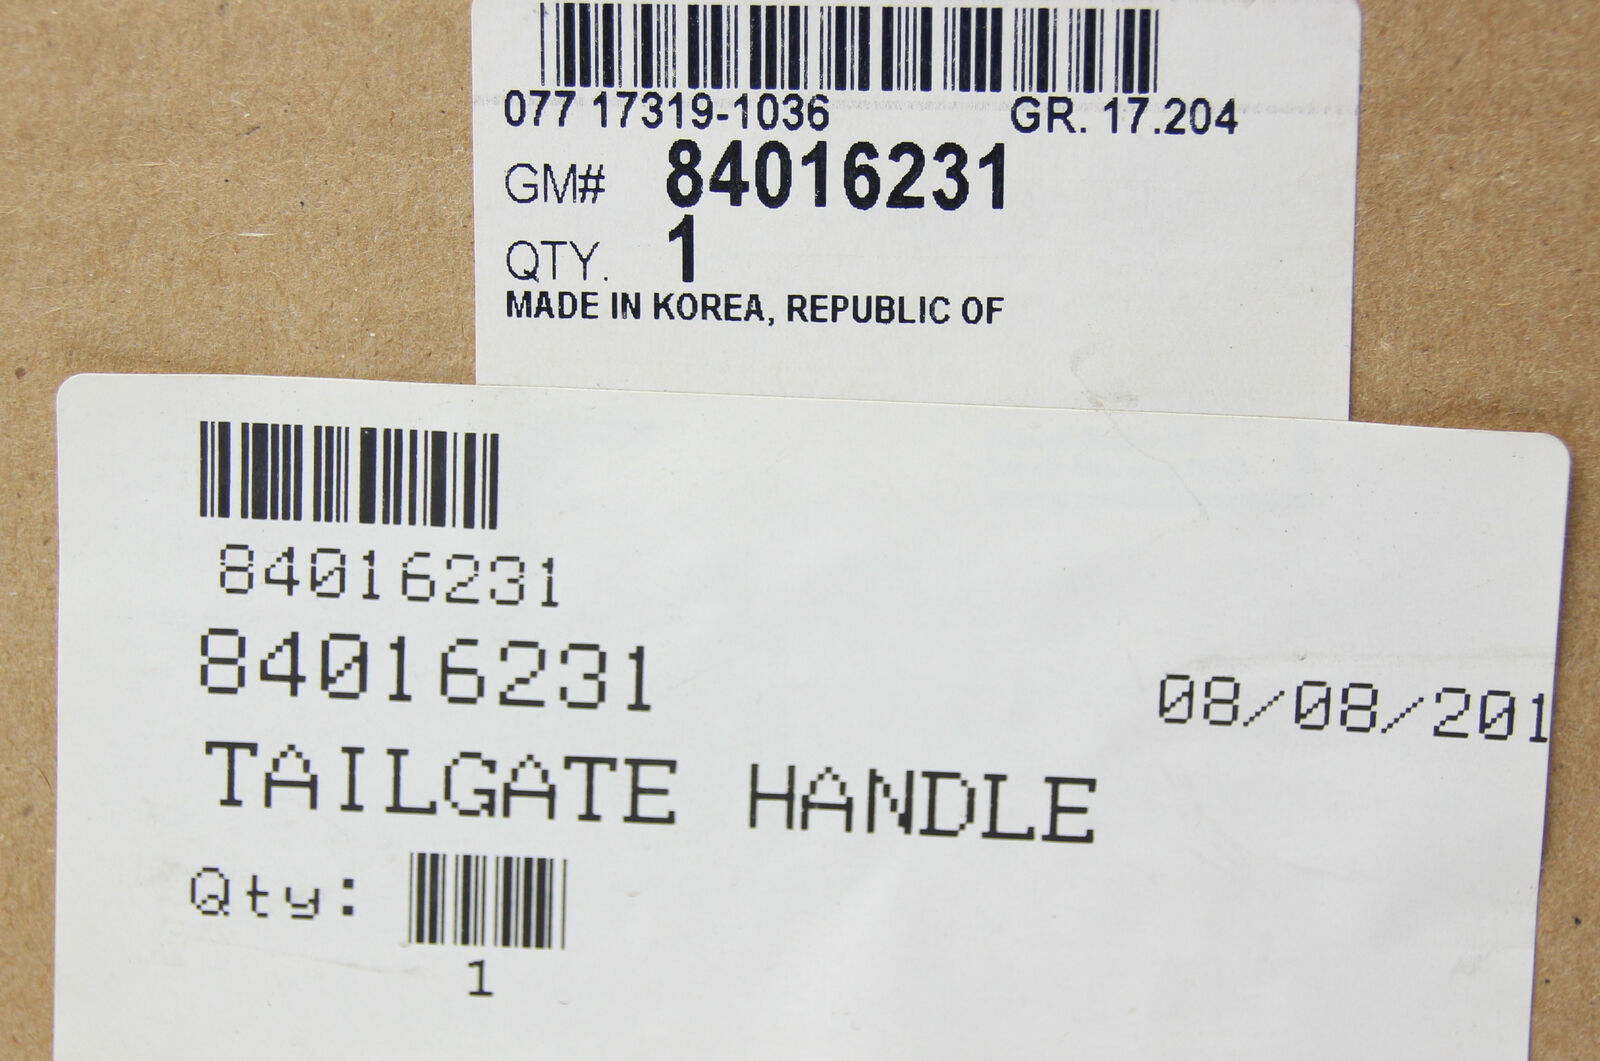 077 17319-1036 GR. 17.204
GM# 84016231
QTY. 1
MADE IN KOREA, REPUBLIC OF
84016231
84016231
08/08/201
TAILGATE HANDLE
Qty:
1